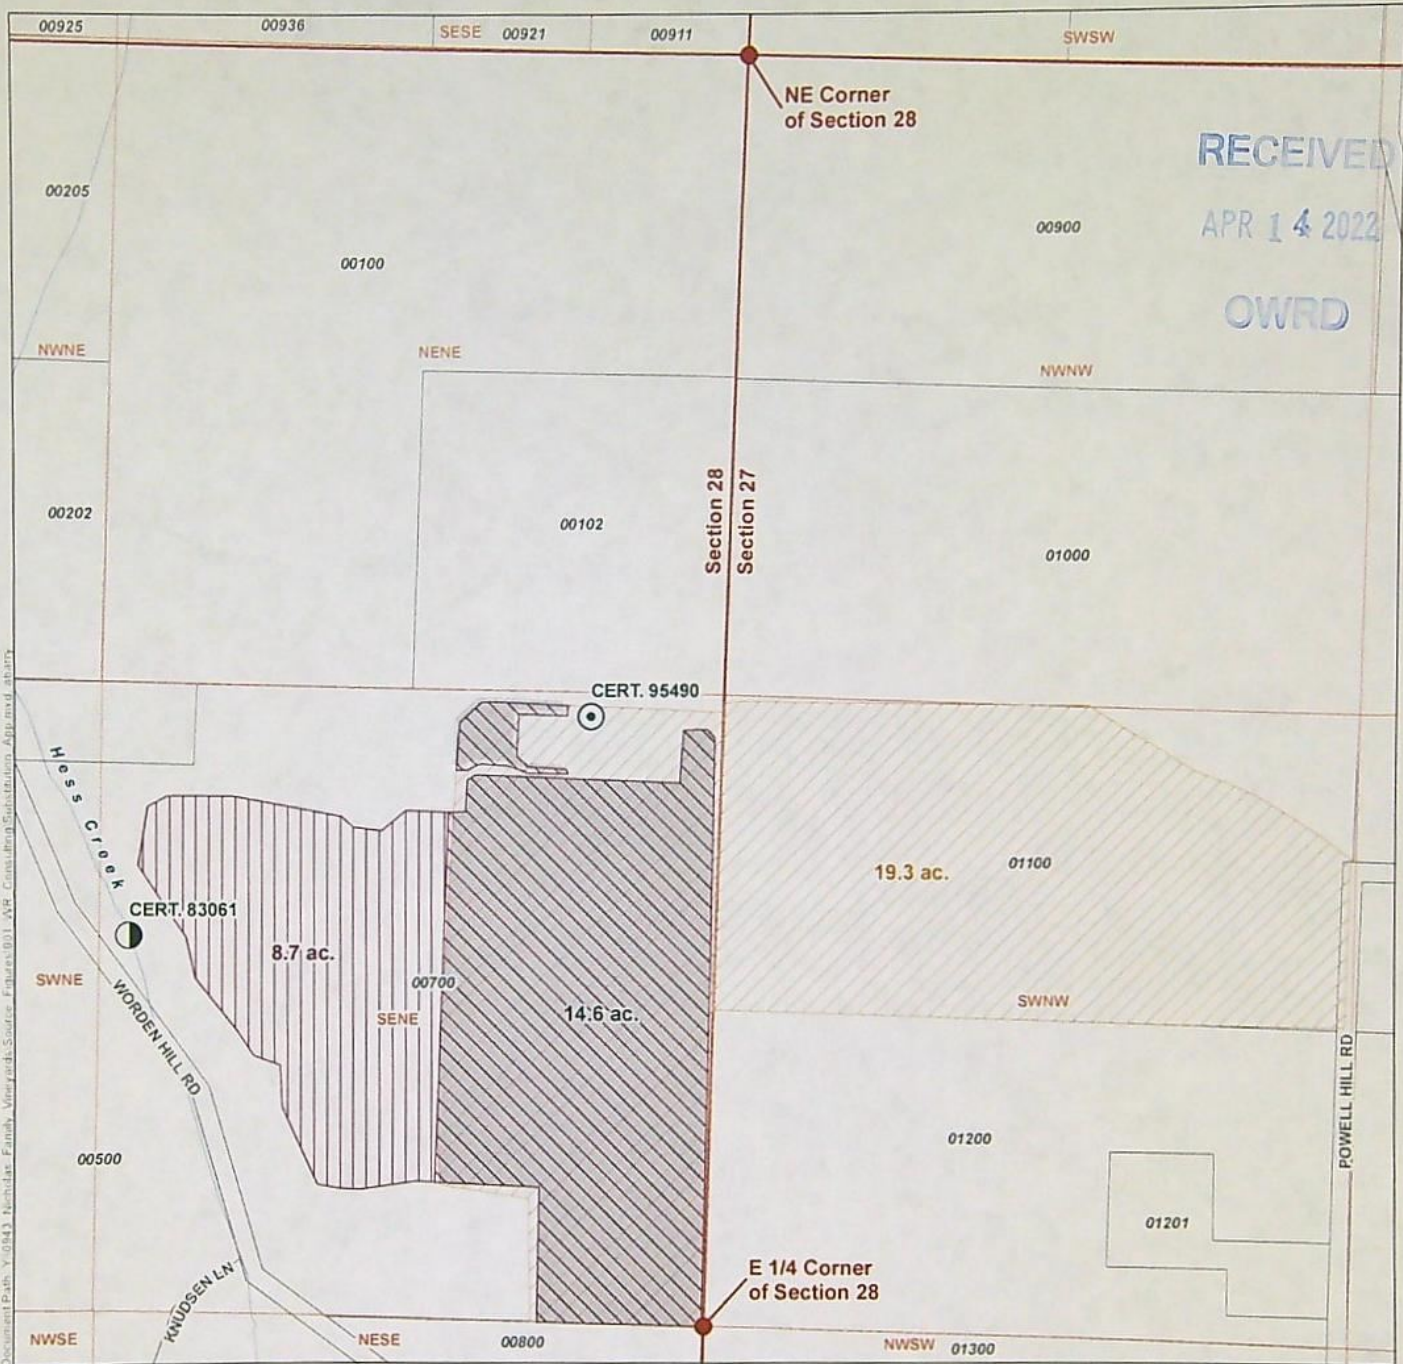 00925
00936
SESE
00921
00911
SWSW
NE Corner
of Section 28
RECEIVED
APR 14 2022
OWRD
00205
00100
00900
NWNE
NENE
NWNW
00202
00102
01000
Section 28
Section 27
CERT. 95490
Hess Creek
CERT. 83061
8.7 ac.
00700
SENE
14.6 ac.
19.3 ac.
01100
SWNW
SWNE
WORDEN HILL RD
POWELL HILL RD
00500
01200
01201
E 1/4 Corner
of Section 28
KNUDSEN LN
NWSE
NESE
00800
NWSW
01300